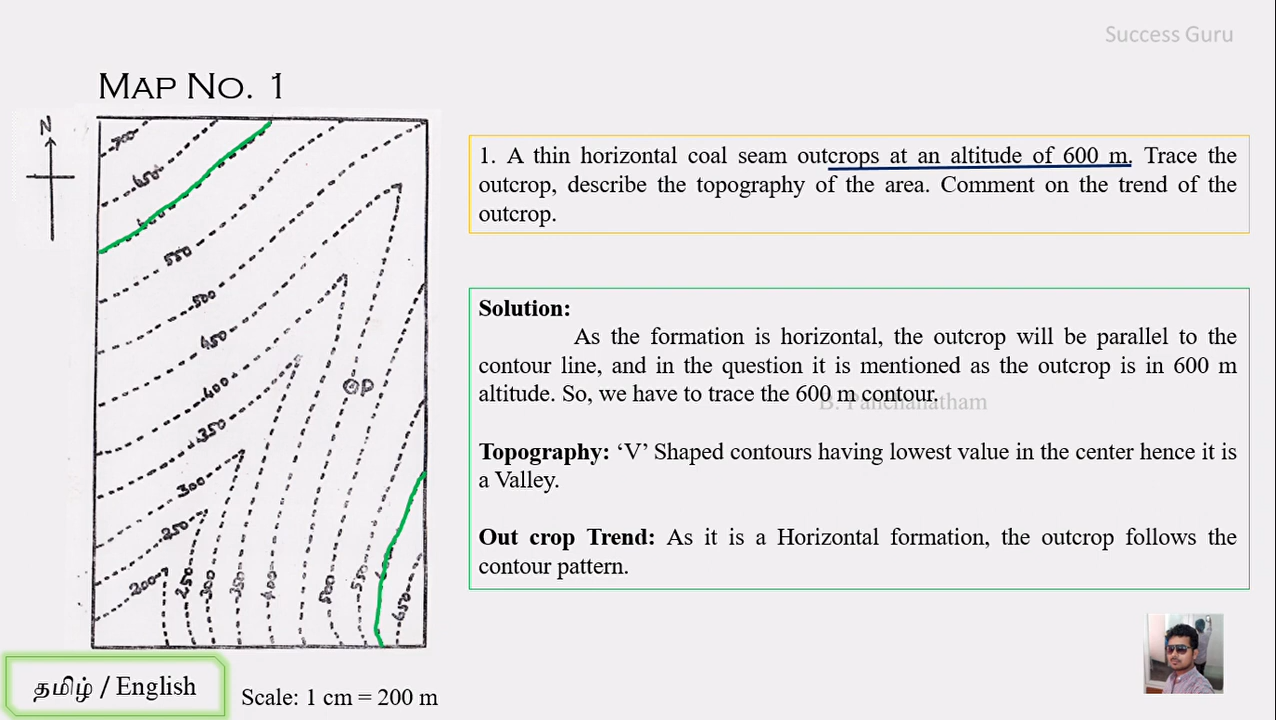 Success Guru
MAP NO. 1
N
700
650
550
500
450
400
350
300
250
200
250
300
350
400
500
550
650
P
1. A thin horizontal coal seam outcrops at an altitude of 600 m. Trace the
outcrop, describe the topography of the area. Comment on the trend of the
outcrop.
Solution:
As the formation is horizontal, the outcrop will be parallel to the
contour line, and in the question it is mentioned as the outcrop is in 600 m
altitude. So, we have to trace the 600 m contour.
B. Panchanatham
Topography: ‘V’ Shaped contours having lowest value in the center hence it is
a Valley.
Out crop Trend: As it is a Horizontal formation, the outcrop follows the
contour pattern.
தமிழ் / English
Scale: 1 cm = 200 m